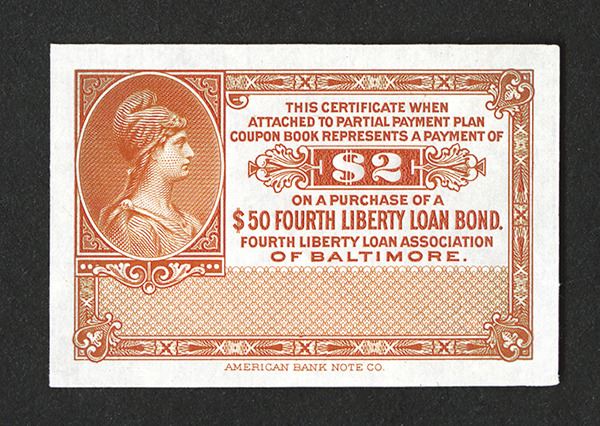 THIS CERTIFICATE WHEN
ATTACHED TO PARTIAL PAYMENT PLAN
COUPON BOOK REPRESENTS A PAYMENT OF
$2
ON A PURCHASE OF A
$50 FOURTH LIBERTY LOAN BOND.
FOURTH LIBERTY LOAN ASSOCIATION
OF BALTIMORE.
AMERICAN BANK NOTE CO.